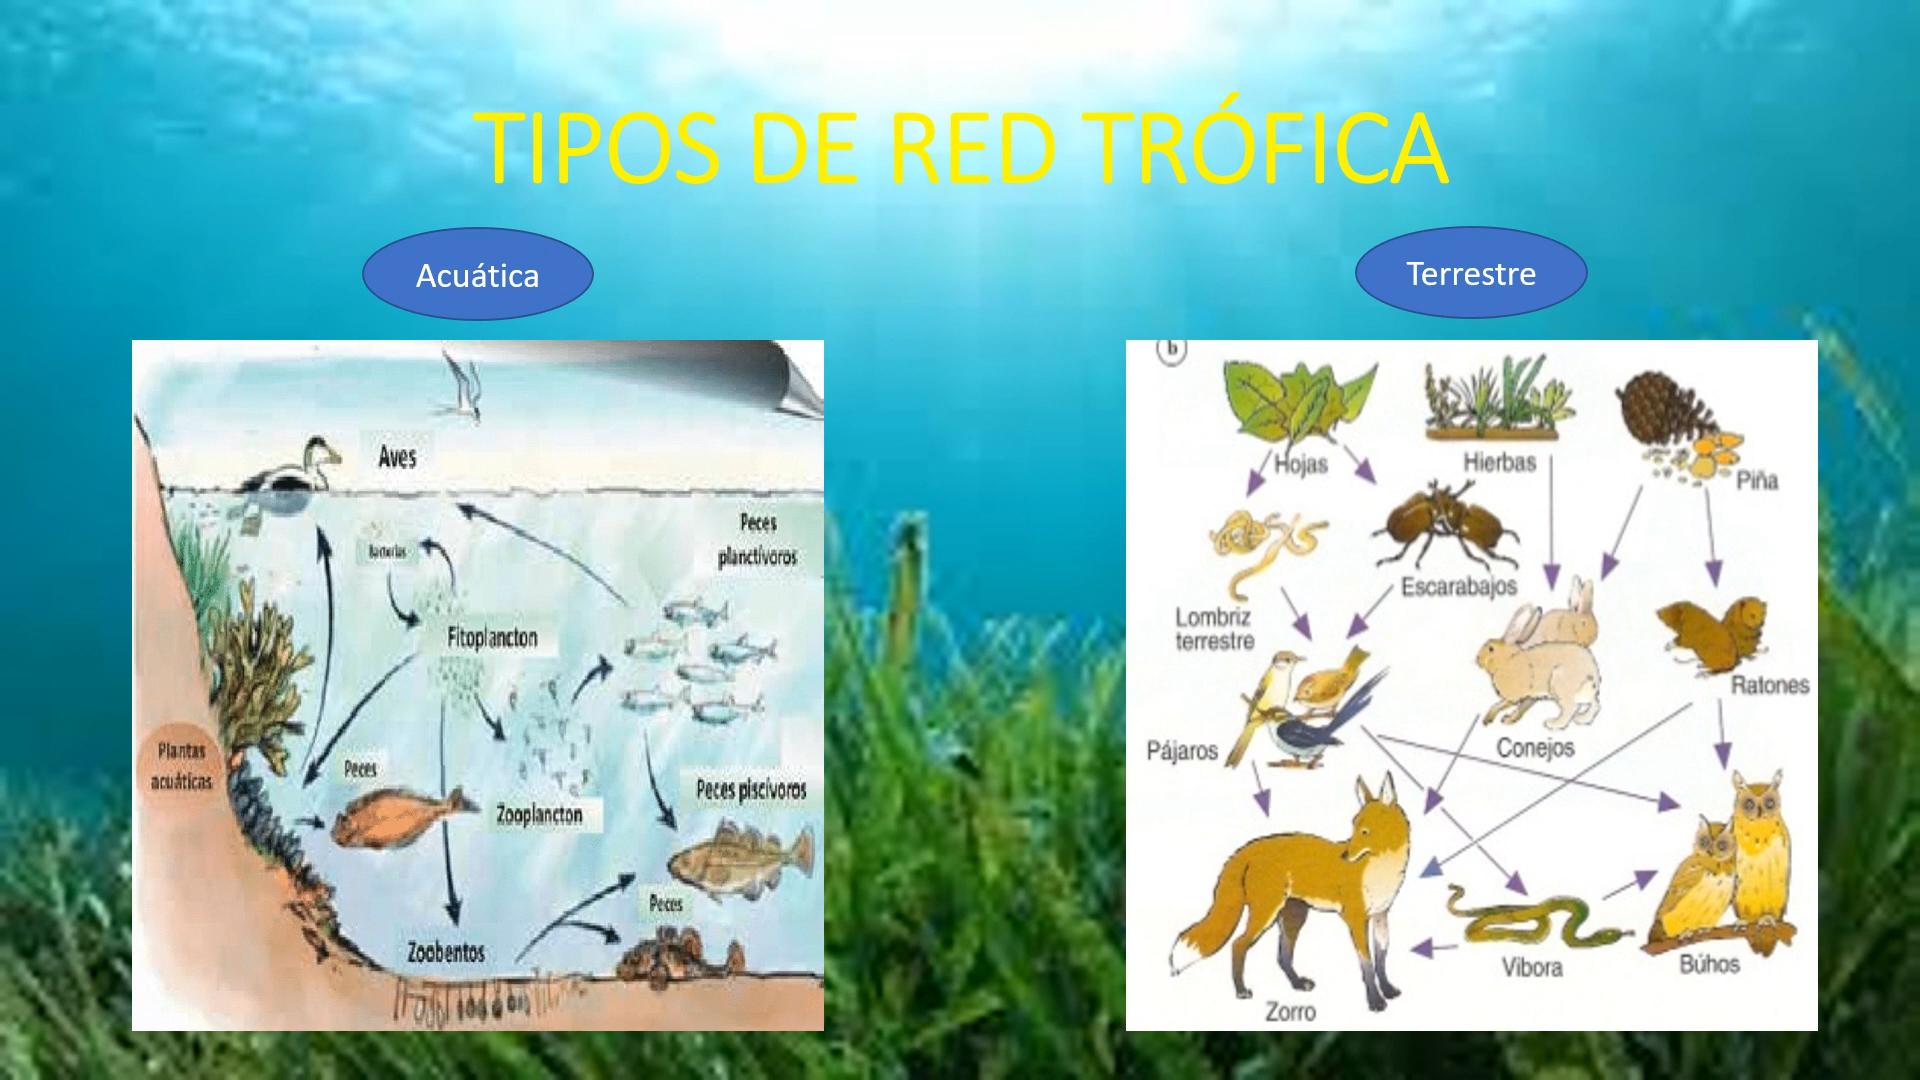 TIPOS DE RED TRÓFICA
Acuática
Terrestre
Aves
Peces
planctívoros
Bacterias
Fitoplancton
Plantas
acuáticas
Peces
Zooplancton
Peces piscívoros
Peces
Zoobentos
b
Hojas
Hierbas
Piña
Escarabajos
Lombriz
terrestre
Ratones
Pájaros
Conejos
Víbora
Búhos
Zorro